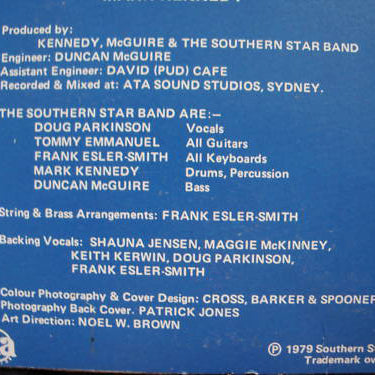 Produced by:
KENNEDY, McGUIRE & THE SOUTHERN STAR BAND
Engineer: DUNCAN McGUIRE
Assistant Engineer: DAVID (PUD) CAFE
Recorded & Mixed at: ATA SOUND STUDIOS, SYDNEY.
THE SOUTHERN STAR BAND ARE:—
DOUG PARKINSON Vocals
TOMMY EMMANUEL All Guitars
FRANK ESLER-SMITH All Keyboards
MARK KENNEDY Drums, Percussion
DUNCAN McGUIRE Bass
String & Brass Arrangements: FRANK ESLER-SMITH
Backing Vocals: SHAUNA JENSEN, MAGGIE McKINNEY,
KEITH KERWIN, DOUG PARKINSON,
FRANK ESLER-SMITH
Colour Photography & Cover Design: CROSS, BARKER & SPOONER
Photography Back Cover. PATRICK JONES
Art Direction: NOEL W. BROWN
Ⓟ 1979 Southern
Trademark